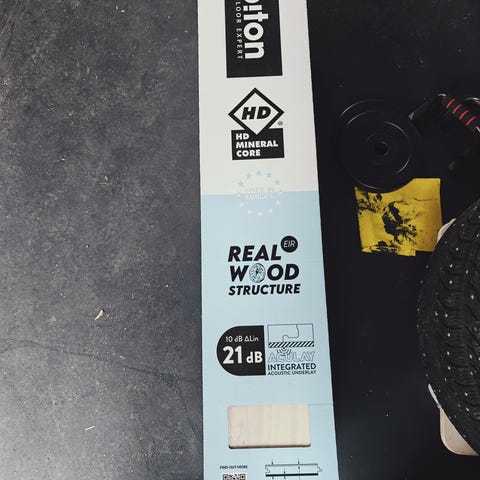 FLOOR EXPERT
HD
®
HD
MINERAL
CORE
MADE IN
EUROPE
REAL EIR
WOOD
STRUCTURE
10 dB ΔLin
21 dB
ACULAY
INTEGRATED
ACOUSTIC UNDERLAY
FIND OUT MORE